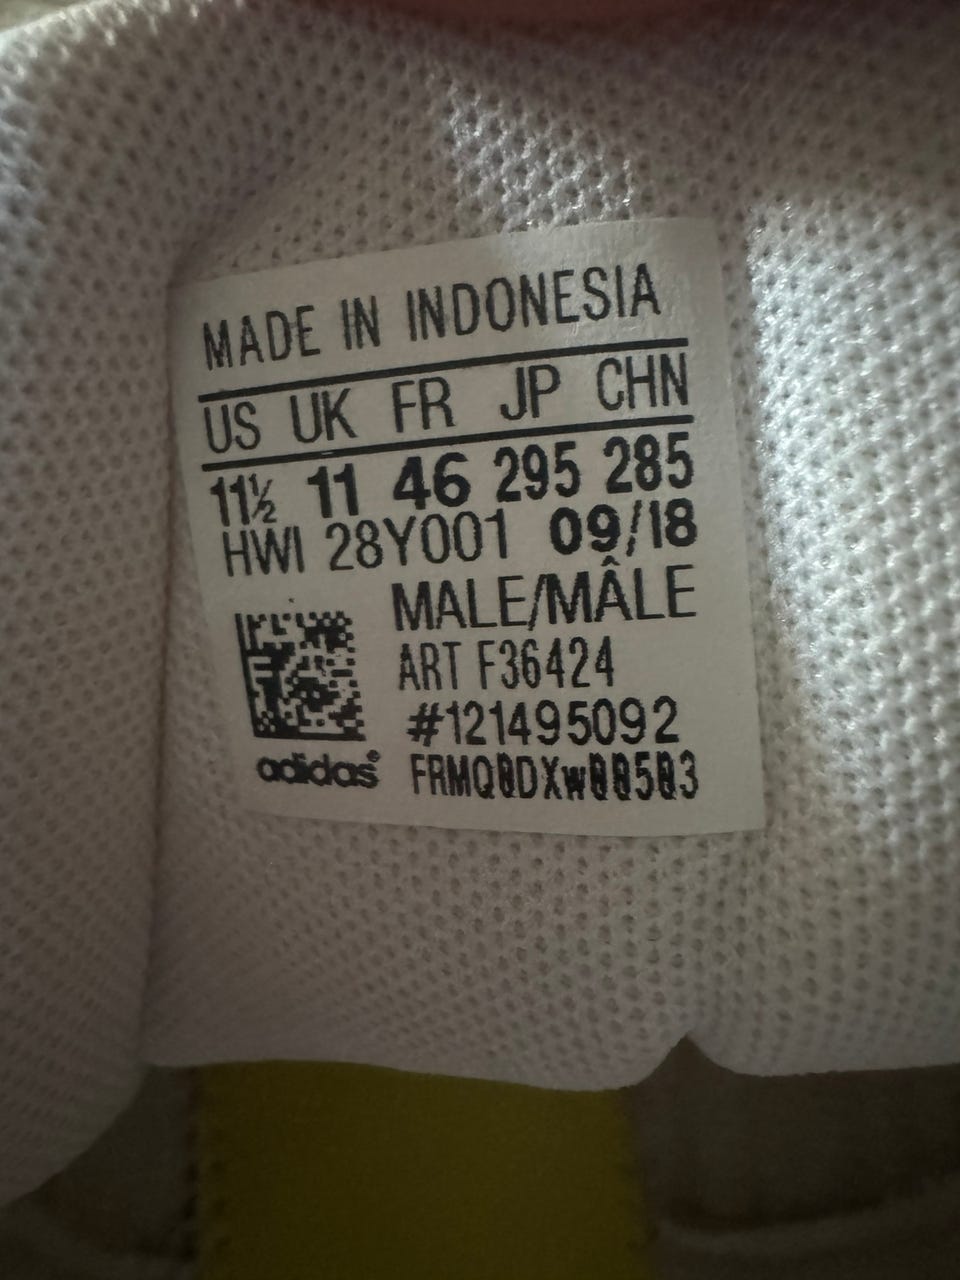 MADE IN INDONESIA
US UK FR JP CHN
11½ 11 46 295 285
HWI 28Y001 09/18
MALE/MÂLE
ART F36424
#121495092
adidas® FRMQ0DXw00503